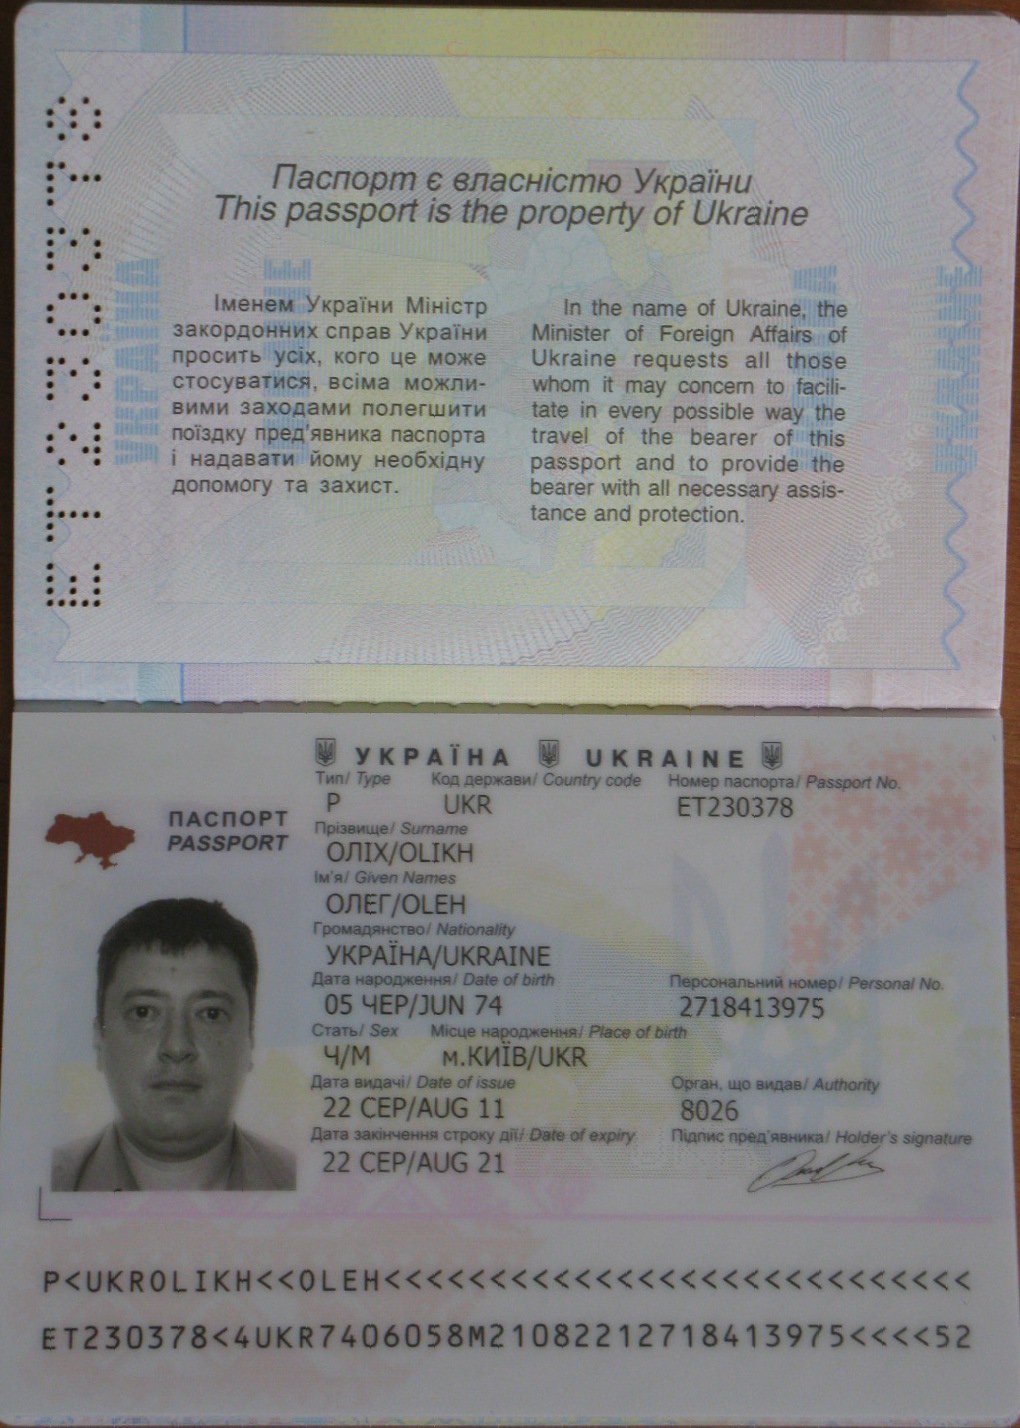 ET230378
Паспорт є власністю України
This passport is the property of Ukraine
Іменем України Міністр
закордонних справ України
просить усіх, кого це може
стосуватися, всіма можли-
вими заходами полегшити
поїздку пред'явника паспорта
і надавати йому необхідну
допомогу та захист.
In the name of Ukraine, the
Minister of Foreign Affairs of
Ukraine requests all those
whom it may concern to facili-
tate in every possible way the
travel of the bearer of this
passport and to provide the
bearer with all necessary assis-
tance and protection.
УКРАЇНА UKRAINE
Тип/ Type Код держави/ Country code Номер паспорта/ Passport No.
P UKR ET230378
ПАСПОРТ
PASSPORT
Прізвище/ Surname
ОЛІХ/OLIKH
Ім'я/ Given Names
ОЛЕГ/OLEH
Громадянство/ Nationality
УКРАЇНА/UKRAINE
Дата народження/ Date of birth Персональний номер/ Personal No.
05 ЧЕР/JUN 74 2718413975
Стать/ Sex Місце народження/ Place of birth
Ч/M м.КИЇВ/UKR
Дата видачі/ Date of issue Орган, що видав/ Authority
22 СЕР/AUG 11 8026
Дата закінчення строку дії/ Date of expiry Підпис пред'явника/ Holder's signature
22 СЕР/AUG 21
P<UKROLIKH<<OLEH<<<<<<<<<<<<<<<<<<<<<<<<<<<<
ET230378<4UKR7406058M21082212718413975<<<<52